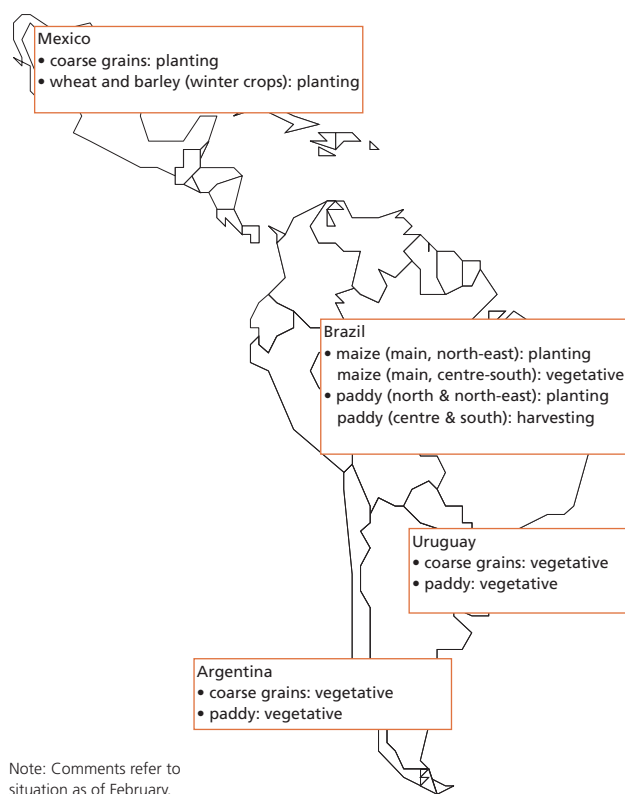 Mexico
• coarse grains: planting
• wheat and barley (winter crops): planting
Brazil
• maize (main, north-east): planting
maize (main, centre-south): vegetative
• paddy (north & north-east): planting
paddy (centre & south): harvesting
Uruguay
• coarse grains: vegetative
• paddy: vegetative
Argentina
• coarse grains: vegetative
• paddy: vegetative
Note: Comments refer to
situation as of February.